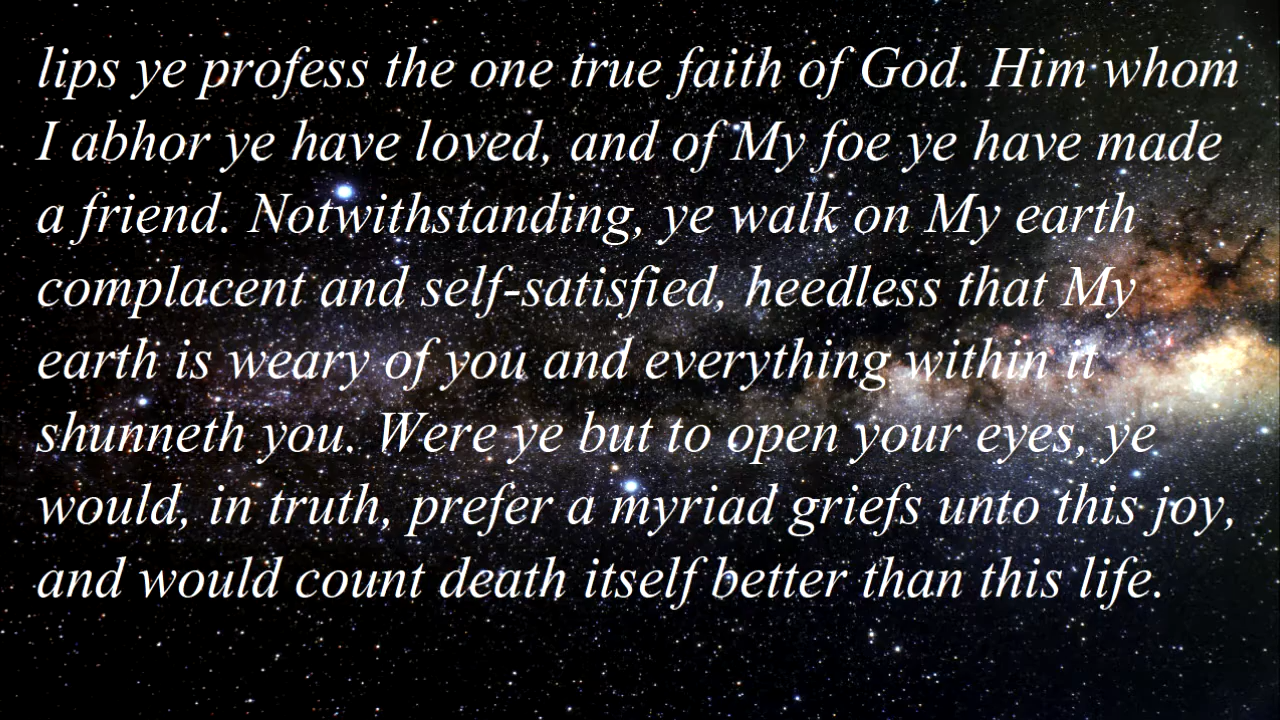 lips ye profess the one true faith of God. Him whom
I abhor ye have loved, and of My foe ye have made
a friend. Notwithstanding, ye walk on My earth
complacent and self-satisfied, heedless that My
earth is weary of you and everything within it
shunneth you. Were ye but to open your eyes, ye
would, in truth, prefer a myriad griefs unto this joy,
and would count death itself better than this life.